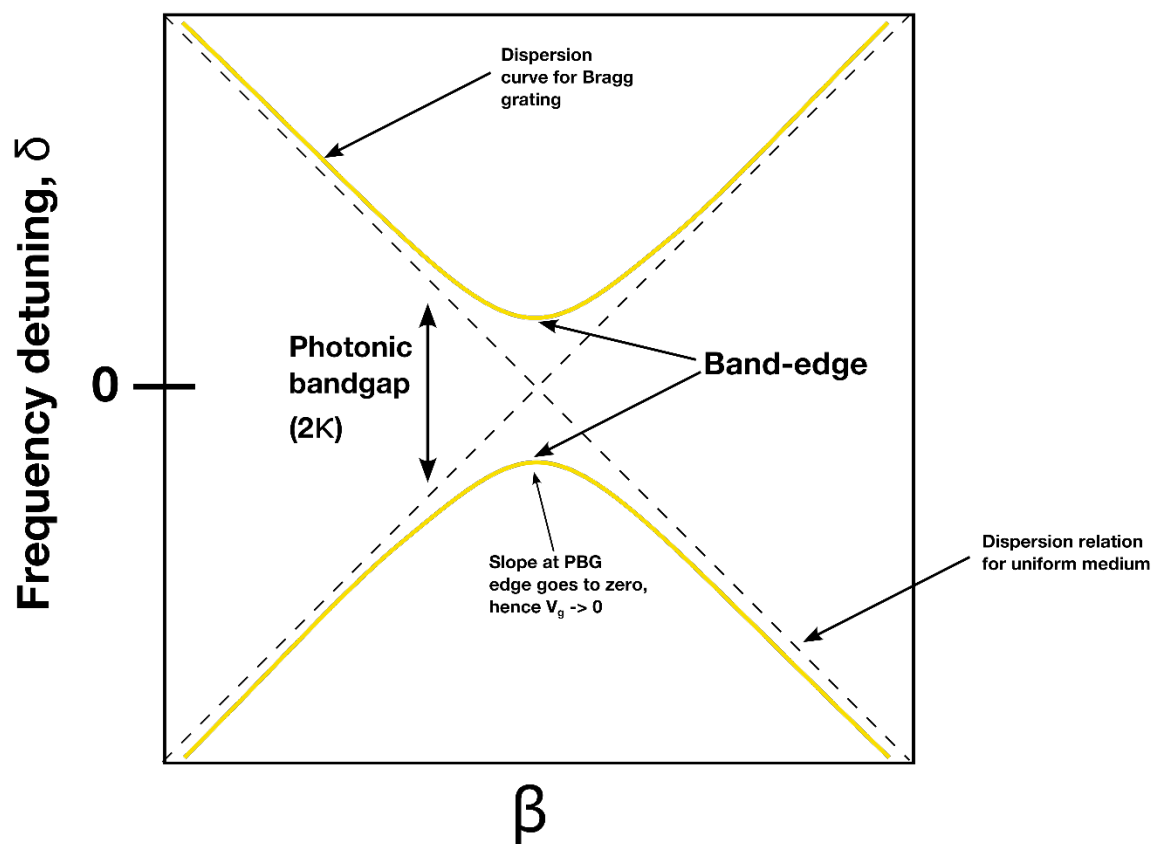 Frequency detuning, δ
0
Dispersion
curve for Bragg
grating
Photonic
bandgap
(2K)
Band-edge
Slope at PBG
edge goes to zero,
hence Vg -> 0
Dispersion relation
for uniform medium
β